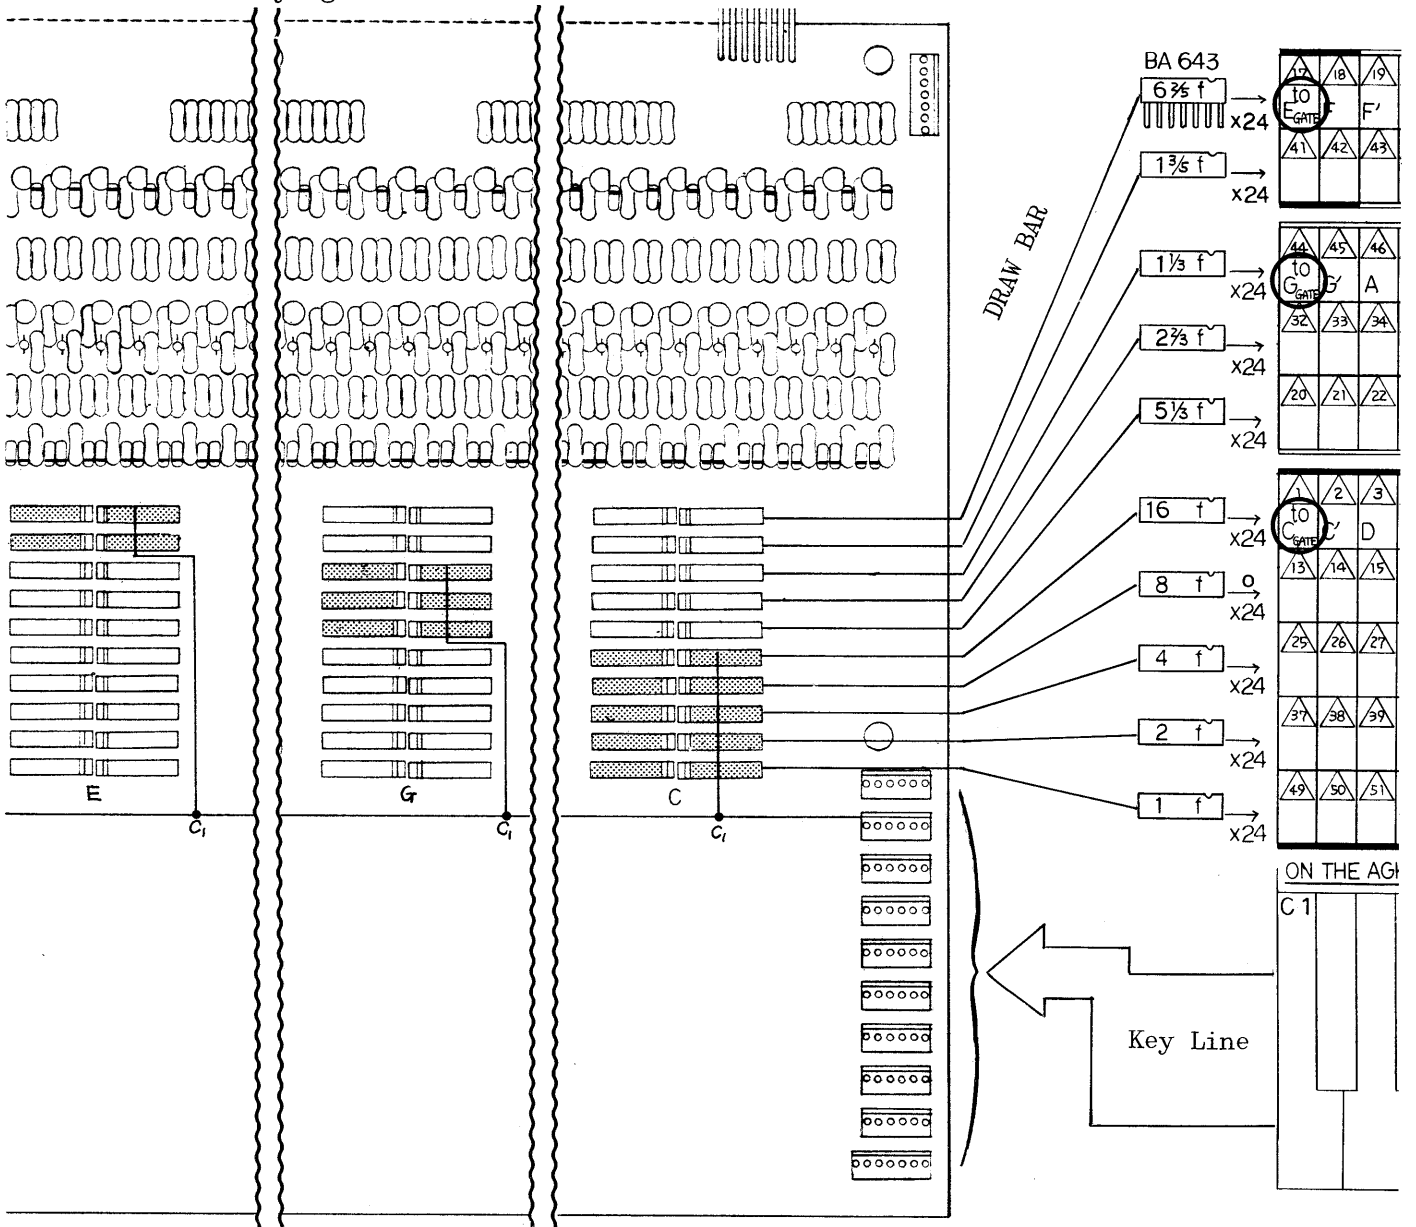 BA 643
6⅖ f
x24
1⅗ f
x24
1⅓ f
x24
2⅔ f
x24
5⅓ f
x24
16 f
x24
8 f
o
x24
4 f
x24
2 f
x24
1 f
x24
DRAW BAR
17 18 19
to
E GATE F F'
41 42 43
44 45 46
to
G GATE G' A
32 33 34
20 21 22
1 2 3
to
C GATE C' D
13 14 15
25 26 27
37 38 39
49 50 51
E
G
C
C₁
C₁
C₁
ON THE AG
C 1
Key Line